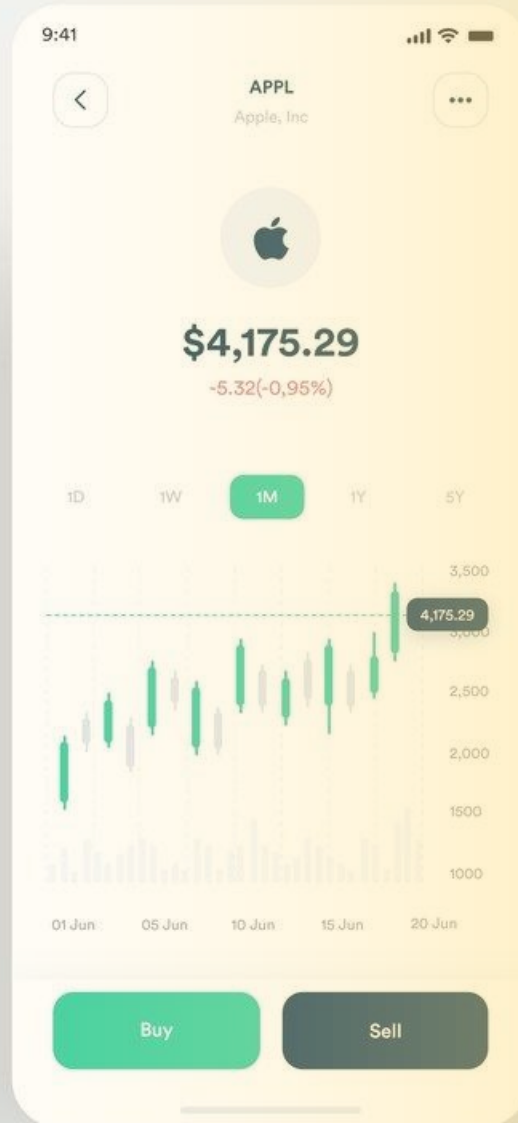 9:41
APPL
Apple, Inc
$4,175.29
-5.32(-0,95%)
1D 1W 1M 1Y 5Y
3,500
4,175.29
3,000
2,500
2,000
1500
1000
01 Jun 05 Jun 10 Jun 15 Jun 20 Jun
Buy Sell